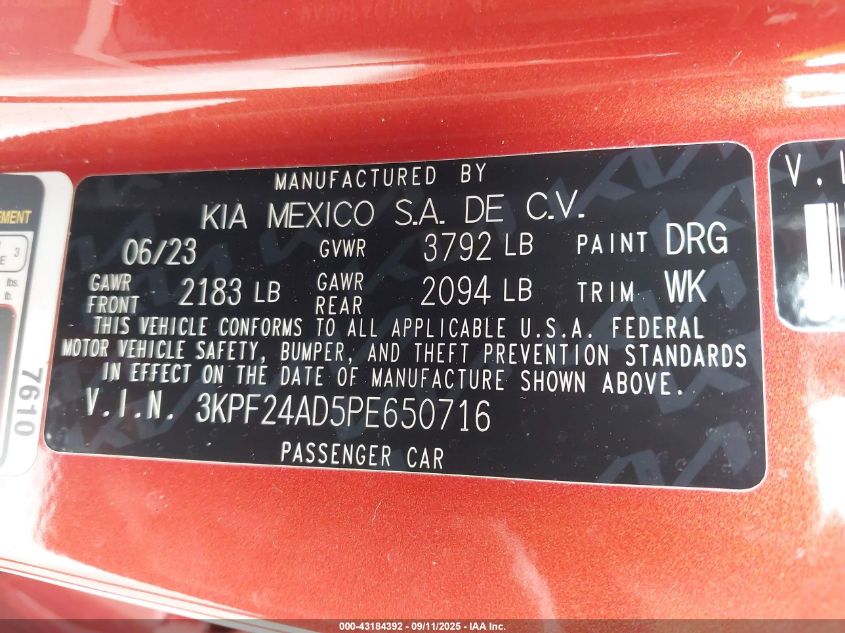 MANUFACTURED BY
KIA MEXICO S.A. DE C.V.
06/23 GVWR 3792 LB PAINT DRG
GAWR FRONT 2183 LB GAWR REAR 2094 LB TRIM WK
THIS VEHICLE CONFORMS TO ALL APPLICABLE U.S.A. FEDERAL
MOTOR VEHICLE SAFETY, BUMPER, AND THEFT PREVENTION STANDARDS
IN EFFECT ON THE DATE OF MANUFACTURE SHOWN ABOVE.
V.I.N. 3KPF24AD5PE650716
PASSENGER CAR
7610
3
lbs.
V.I
000-43184392 - 09/11/2025 - IAA Inc.